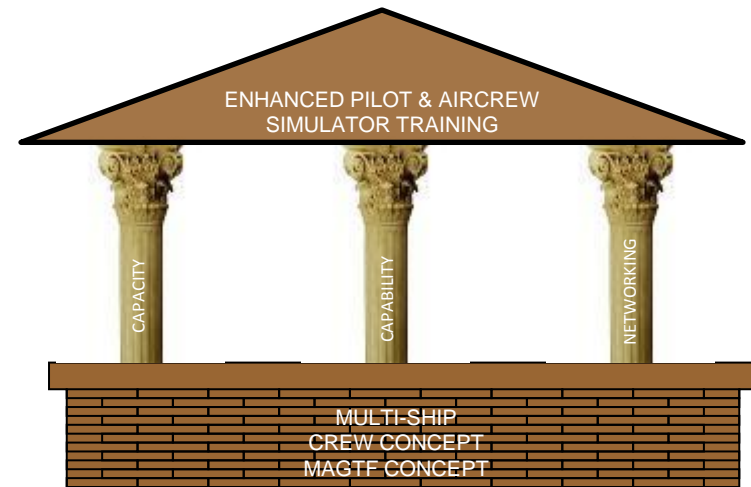 ENHANCED PILOT & AIRCREW
SIMULATOR TRAINING
CAPACITY
CAPABILITY
NETWORKING
MULTI-SHIP
CREW CONCEPT
MAGTF CONCEPT